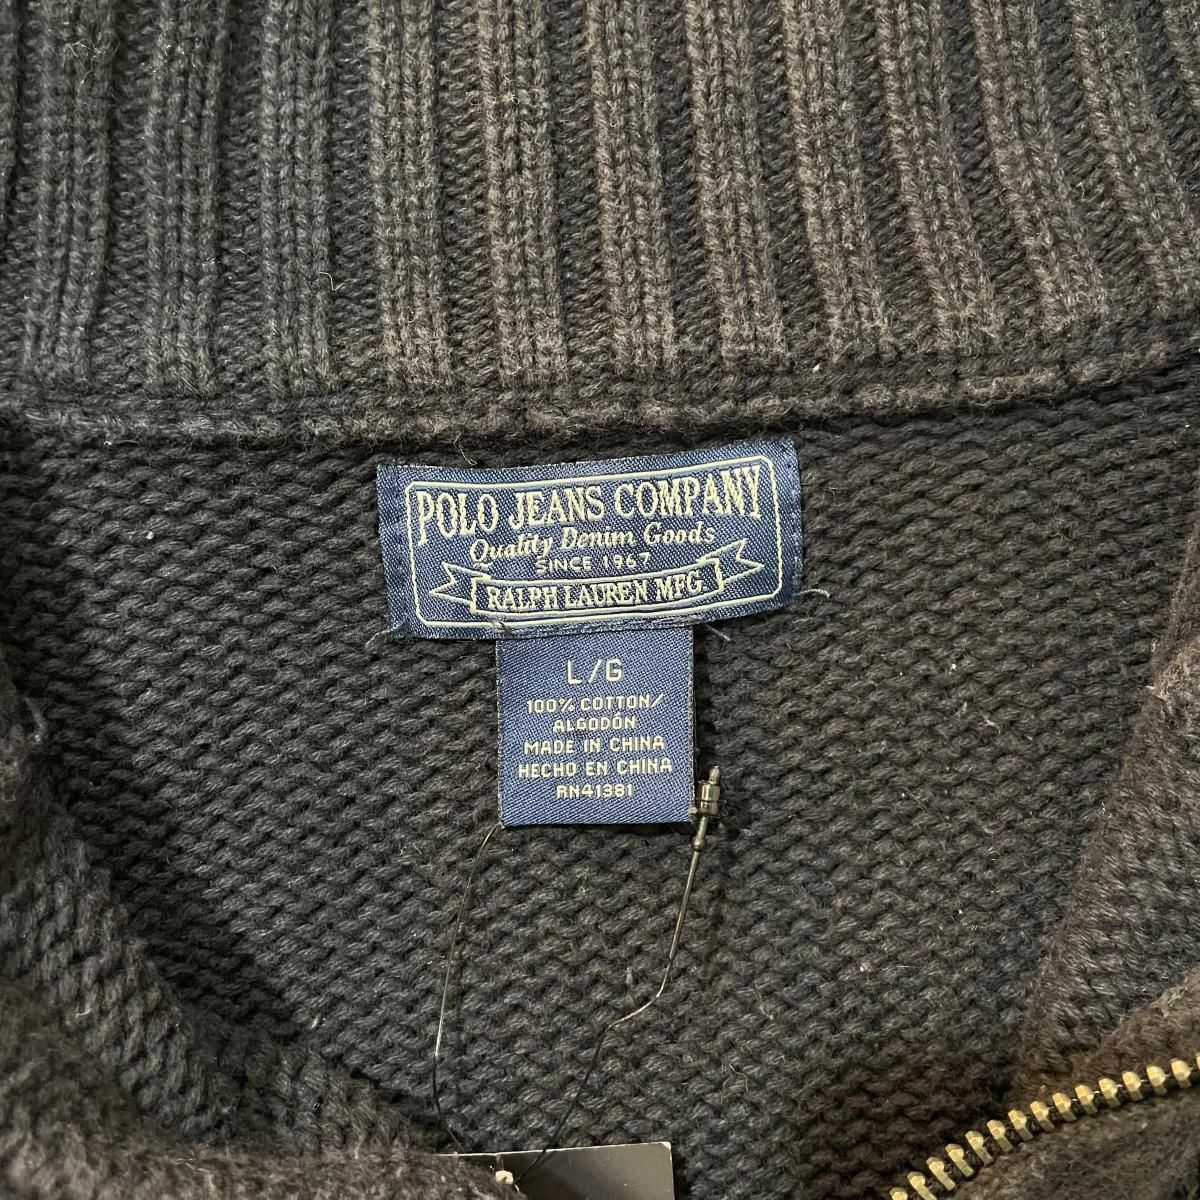 POLO JEANS COMPANY
Quality Denim Goods
SINCE 1967
RALPH LAUREN MFG.
L/G
100% COTTON/
ALGODÓN
MADE IN CHINA
HECHO EN CHINA
RN41381